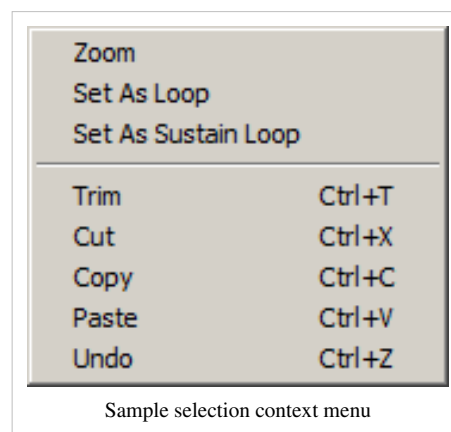 Zoom
Set As Loop
Set As Sustain Loop
Trim Ctrl+T
Cut Ctrl+X
Copy Ctrl+C
Paste Ctrl+V
Undo Ctrl+Z
Sample selection context menu